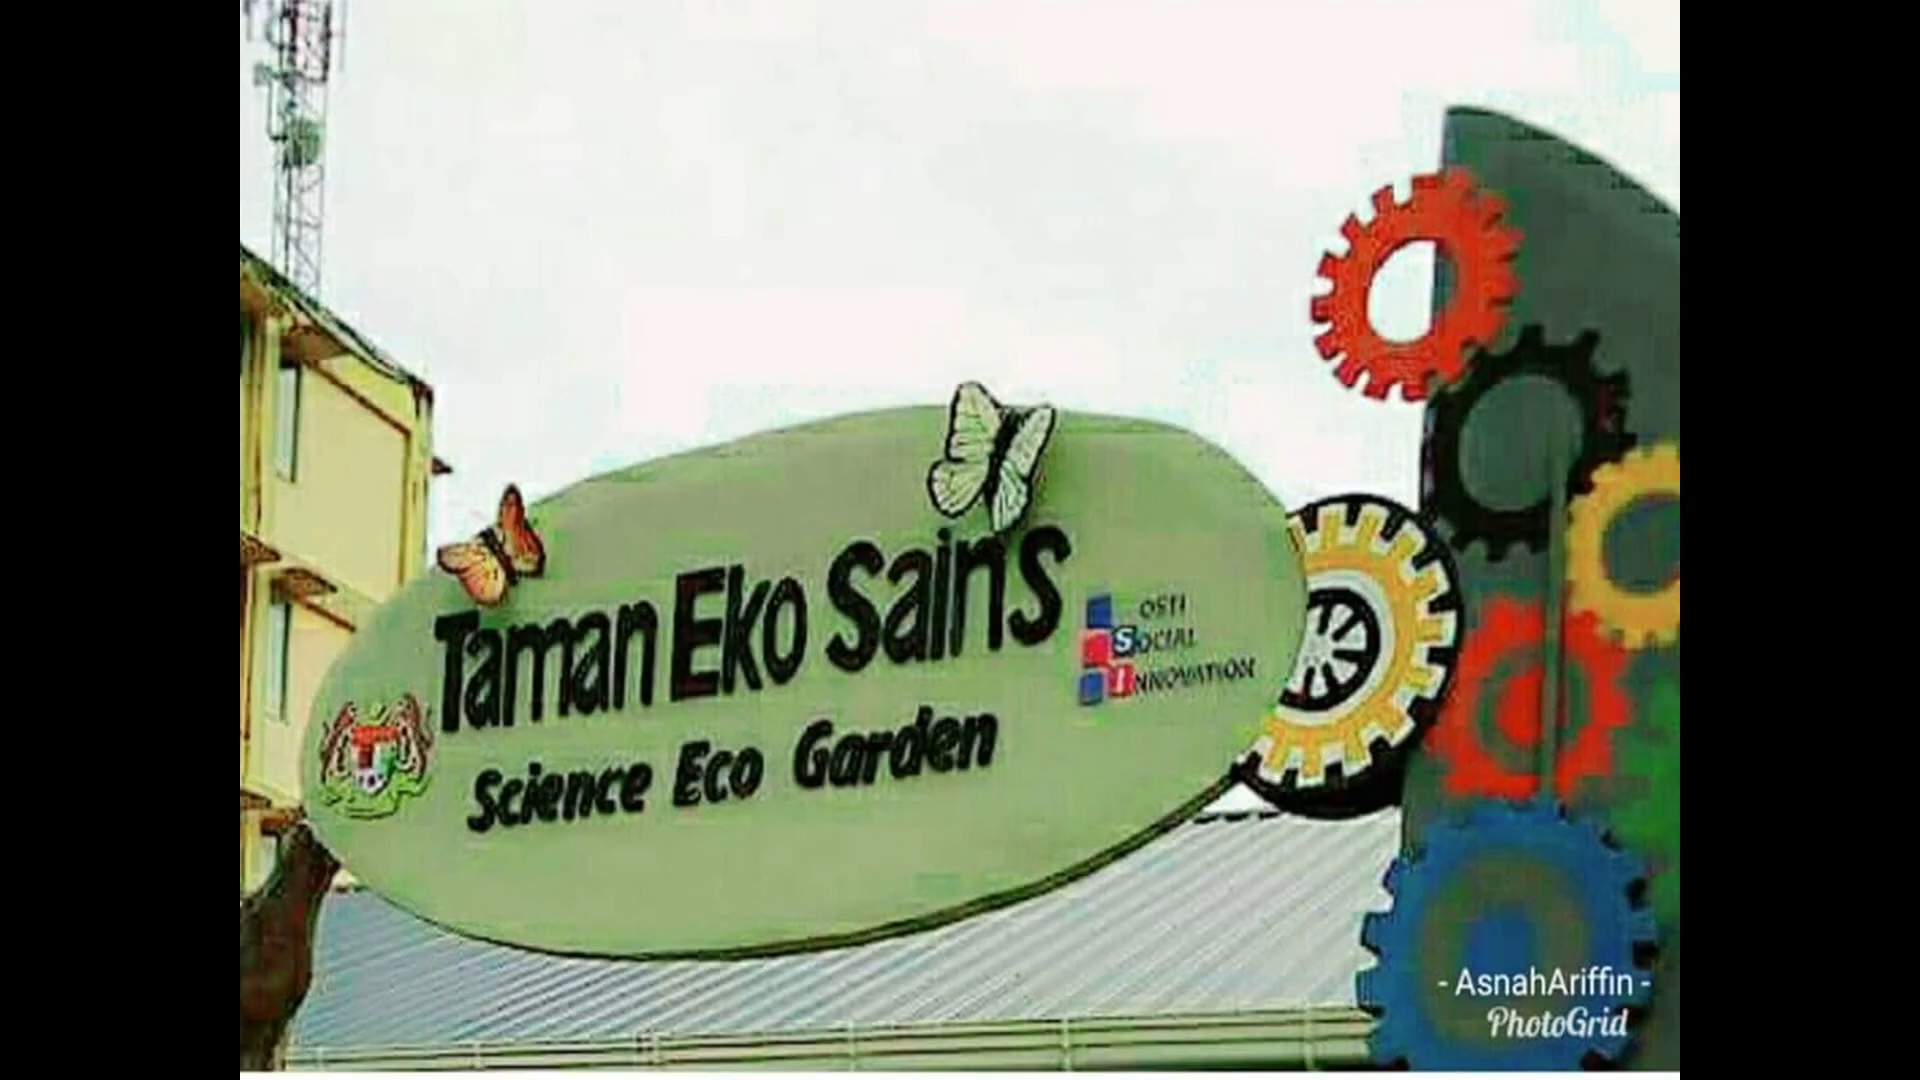 Taman Eko Sains
Science Eco Garden
OSTI
SOCIAL
INNOVATION
- AsnahAriffin -
PhotoGrid